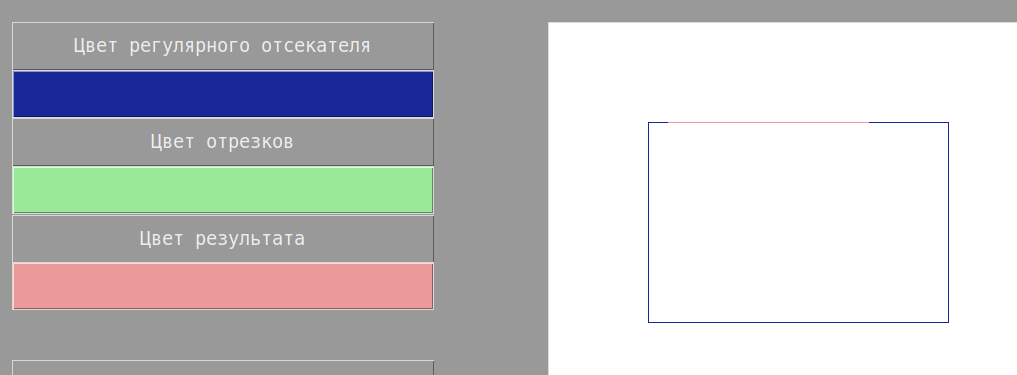 Цвет регулярного отсекателя
Цвет отрезков
Цвет результата